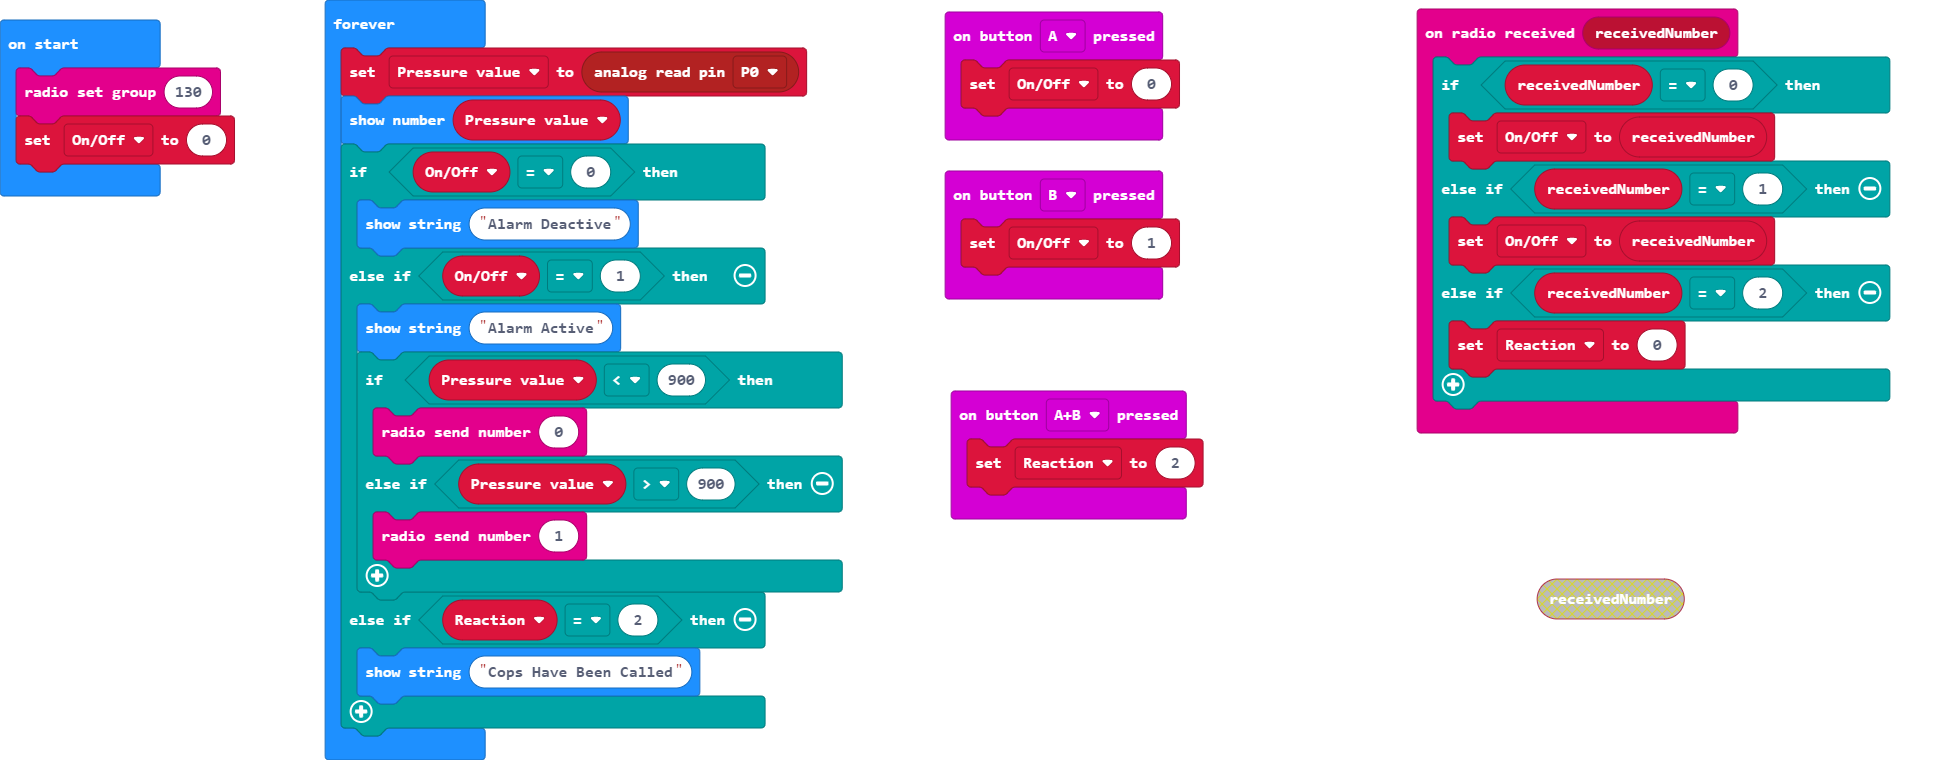 on start
radio set group 130
set On/Off to 0
forever
set Pressure value to analog read pin P0
show number Pressure value
if On/Off = 0 then
show string "Alarm Deactive"
else if On/Off = 1 then
show string "Alarm Active"
if Pressure value < 900 then
radio send number 0
else if Pressure value > 900 then
radio send number 1
else if Reaction = 2 then
show string "Cops Have Been Called"
on button A pressed
set On/Off to 0
on button B pressed
set On/Off to 1
on button A+B pressed
set Reaction to 2
on radio received receivedNumber
if receivedNumber = 0 then
set On/Off to receivedNumber
else if receivedNumber = 1 then
set On/Off to receivedNumber
else if receivedNumber = 2 then
set Reaction to 0
receivedNumber